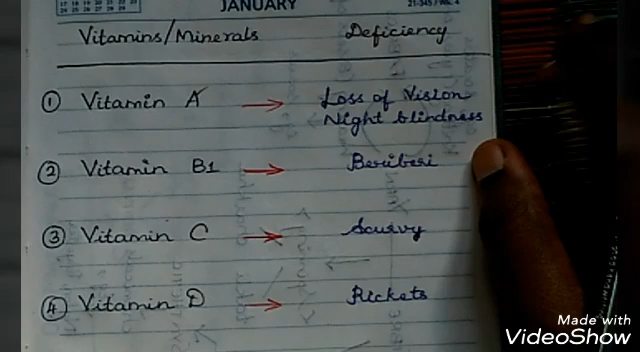 JANUARY
Vitamins/Minerals Deficiency
① Vitamin A → Loss of Vision
Night blindness
② Vitamin B1 → Beriberi
③ Vitamin C → Scurvy
④ Vitamin D → Rickets
Made with
VideoShow